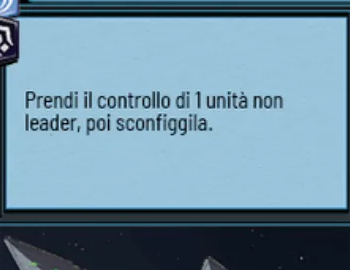 Prendi il controllo di 1 unità non
leader, poi sconfiggila.